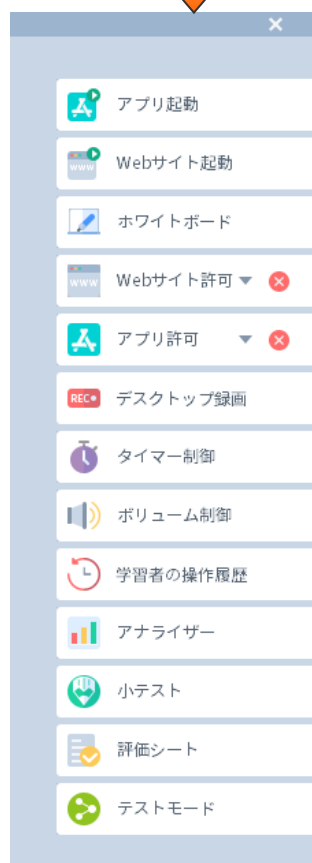 アプリ起動
www
Webサイト起動
ホワイトボード
www
Webサイト許可
アプリ許可
REC
デスクトップ録画
タイマー制御
ボリューム制御
学習者の操作履歴
アナライザー
小テスト
評価シート
テストモード